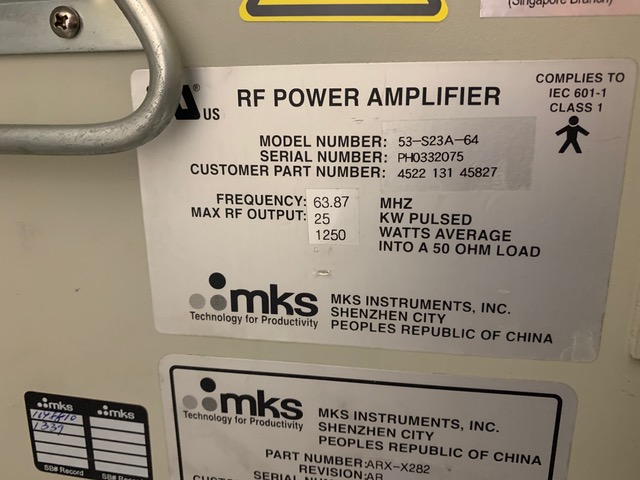 (Singapore Branch)
US
RF POWER AMPLIFIER
COMPLIES TO
IEC 601-1
CLASS 1
MODEL NUMBER: 53-S23A-64
SERIAL NUMBER: PH0332075
CUSTOMER PART NUMBER: 4522 131 45827
FREQUENCY: 63.87 MHZ
MAX RF OUTPUT: 25 KW PULSED
1250 WATTS AVERAGE
INTO A 50 OHM LOAD
mks
Technology for Productivity
MKS INSTRUMENTS, INC.
SHENZHEN CITY
PEOPLES REPUBLIC OF CHINA
mks
Technology for Productivity
MKS INSTRUMENTS, INC.
SHENZHEN CITY
PEOPLES REPUBLIC OF CHINA
PART NUMBER: ARX-X282
REVISION: AR
SERIAL
mks mks
1337
SB# Record SB# Record